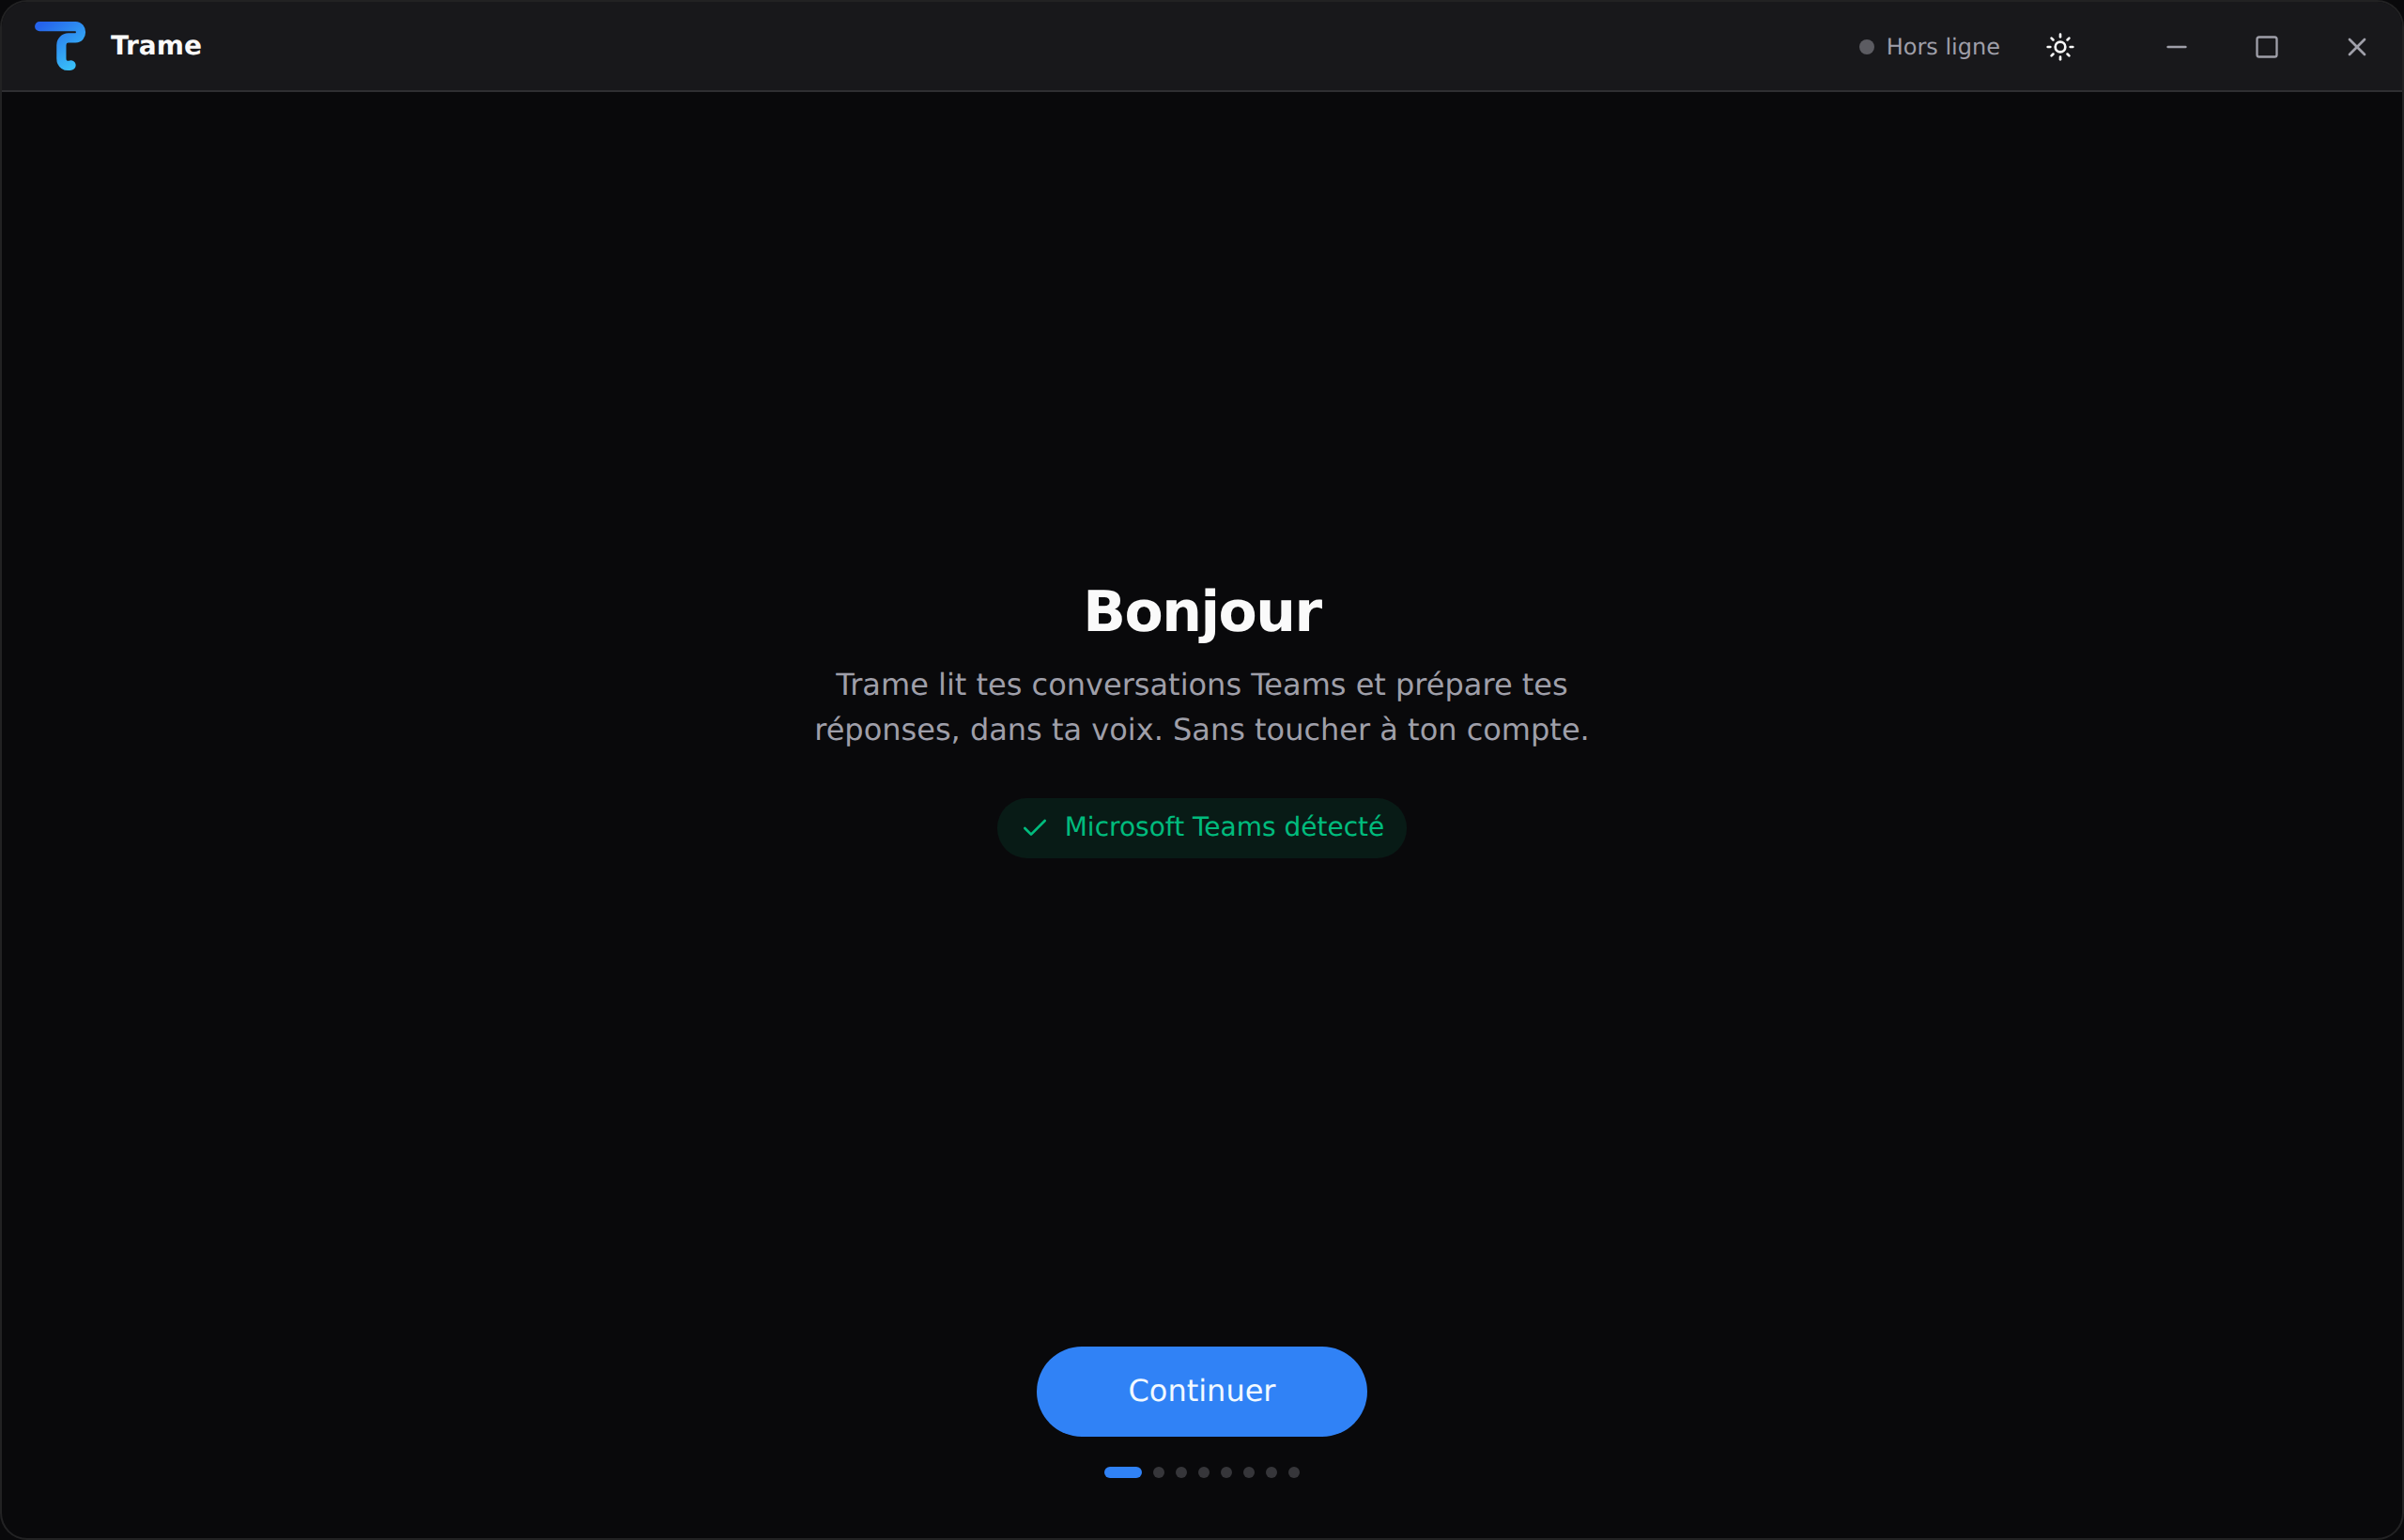 Trame
Hors ligne
Bonjour
Trame lit tes conversations Teams et prépare tes
réponses, dans ta voix. Sans toucher à ton compte.
Microsoft Teams détecté
Continuer